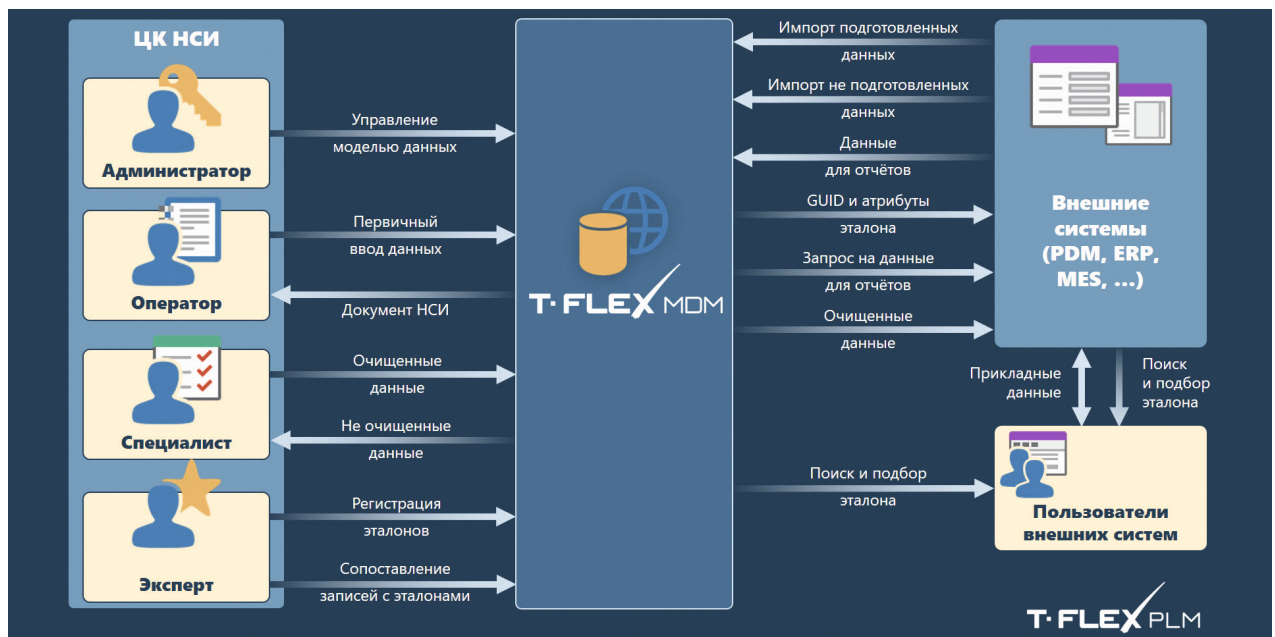 ЦК НСИ
Администратор
Управление
моделью данных
Оператор
Первичный
ввод данных
Документ НСИ
Специалист
Очищенные
данные
Не очищенные
данные
Эксперт
Регистрация
эталонов
Сопоставление
записей с эталонами
T·FLEX MDM
Импорт подготовленных
данных
Импорт не подготовленных
данных
Данные
для отчётов
GUID и атрибуты
эталона
Запрос на данные
для отчётов
Очищенные
данные
Внешние
системы
(PDM, ERP,
MES, ...)
Прикладные
данные
Поиск
и подбор
эталона
Поиск и подбор
эталона
Пользователи
внешних систем
T·FLEX PLM